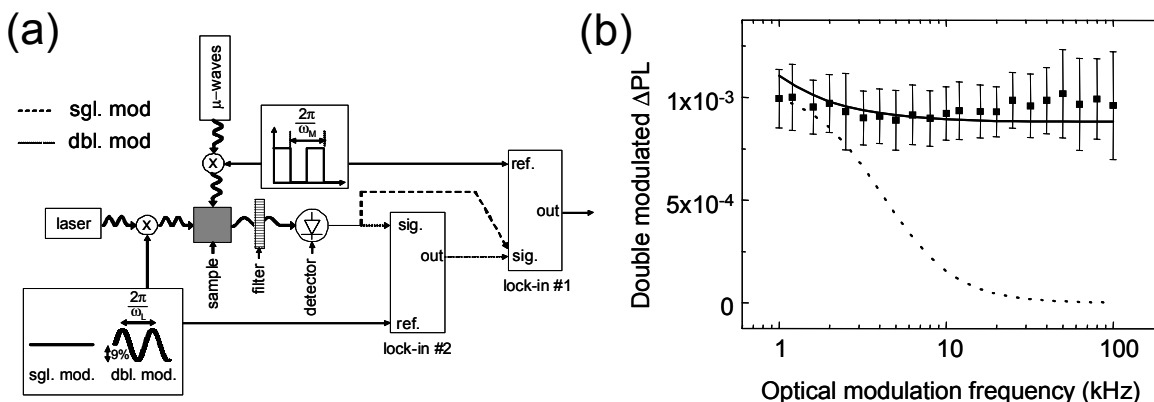 (a)
μ-waves
sgl. mod
dbl. mod
2π
ω_M
ref.
out
sig.
lock-in #1
laser
x
x
sample
filter
detector
sig.
out
ref.
lock-in #2
2π
ω_L
9%
sgl. mod.
dbl. mod.
(b)
Double modulated ΔPL
1x10⁻³
5x10⁻⁴
0
1
10
100
Optical modulation frequency (kHz)